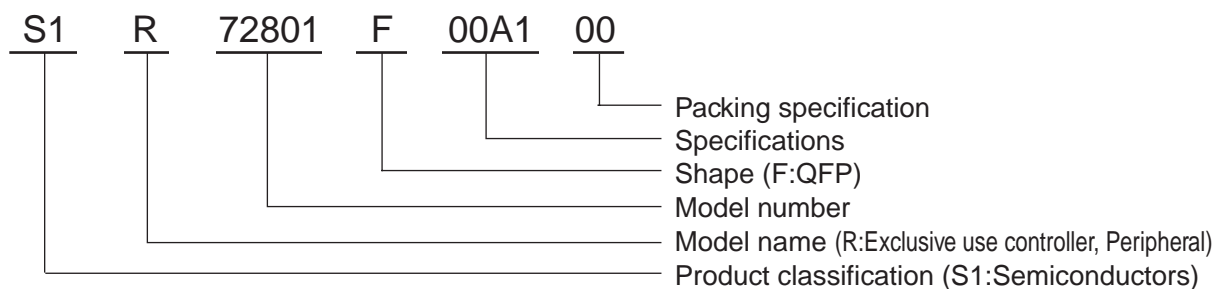 S1 R 72801 F 00A1 00
Packing specification
Specifications
Shape (F:QFP)
Model number
Model name (R:Exclusive use controller, Peripheral)
Product classification (S1:Semiconductors)